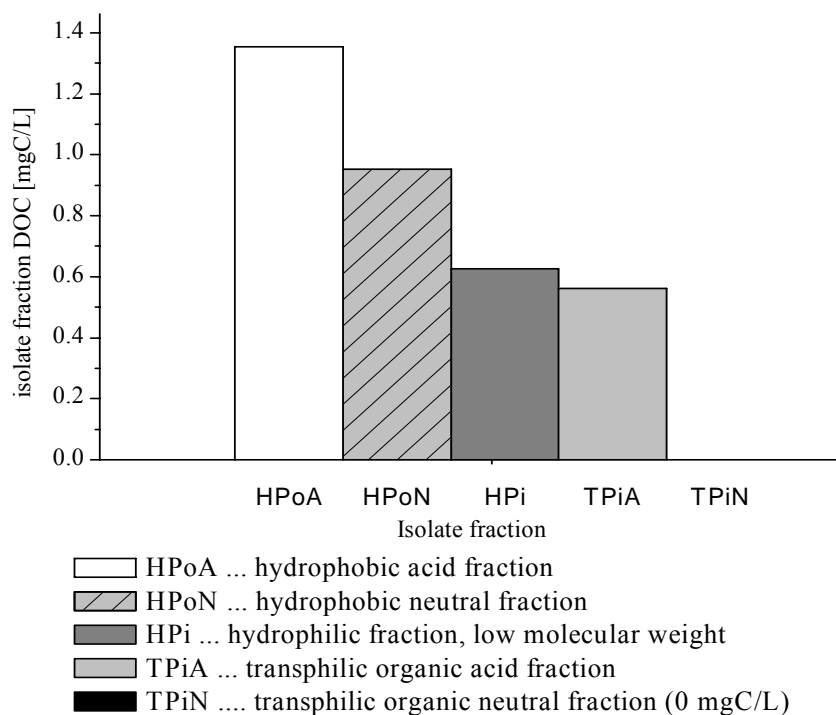 isolate fraction DOC [mgC/L]
1.4
1.2
1.0
0.8
0.6
0.4
0.2
0.0
HPoA HPoN HPi TPiA TPiN
Isolate fraction
HPoA ... hydrophobic acid fraction
HPoN ... hydrophobic neutral fraction
HPi ... hydrophilic fraction, low molecular weight
TPiA ... transphilic organic acid fraction
TPiN .... transphilic organic neutral fraction (0 mgC/L)